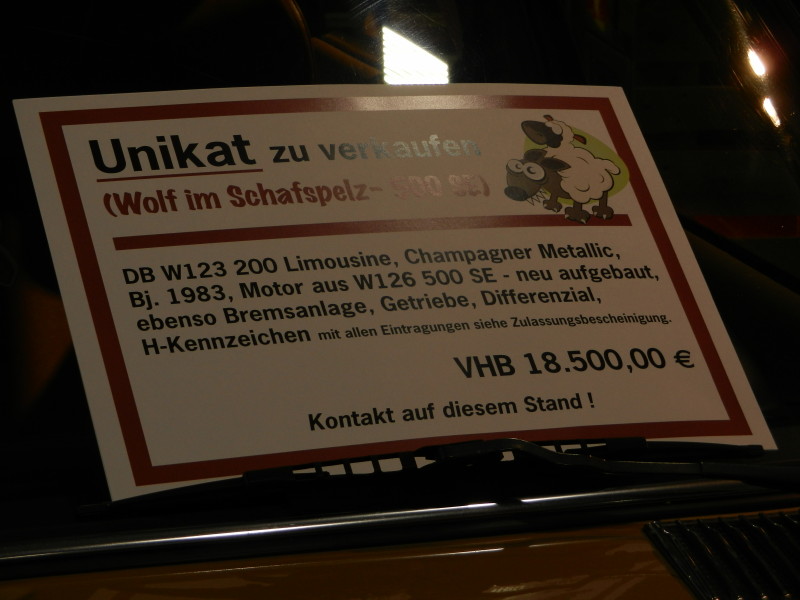 Unikat zu verkaufen
(Wolf im Schafspelz- 500 SE)
DB W123 200 Limousine, Champagner Metallic,
Bj. 1983, Motor aus W126 500 SE - neu aufgebaut,
ebenso Bremsanlage, Getriebe, Differenzial,
H-Kennzeichen mit allen Eintragungen siehe Zulassungsbescheinigung.
VHB 18.500,00 €
Kontakt auf diesem Stand !